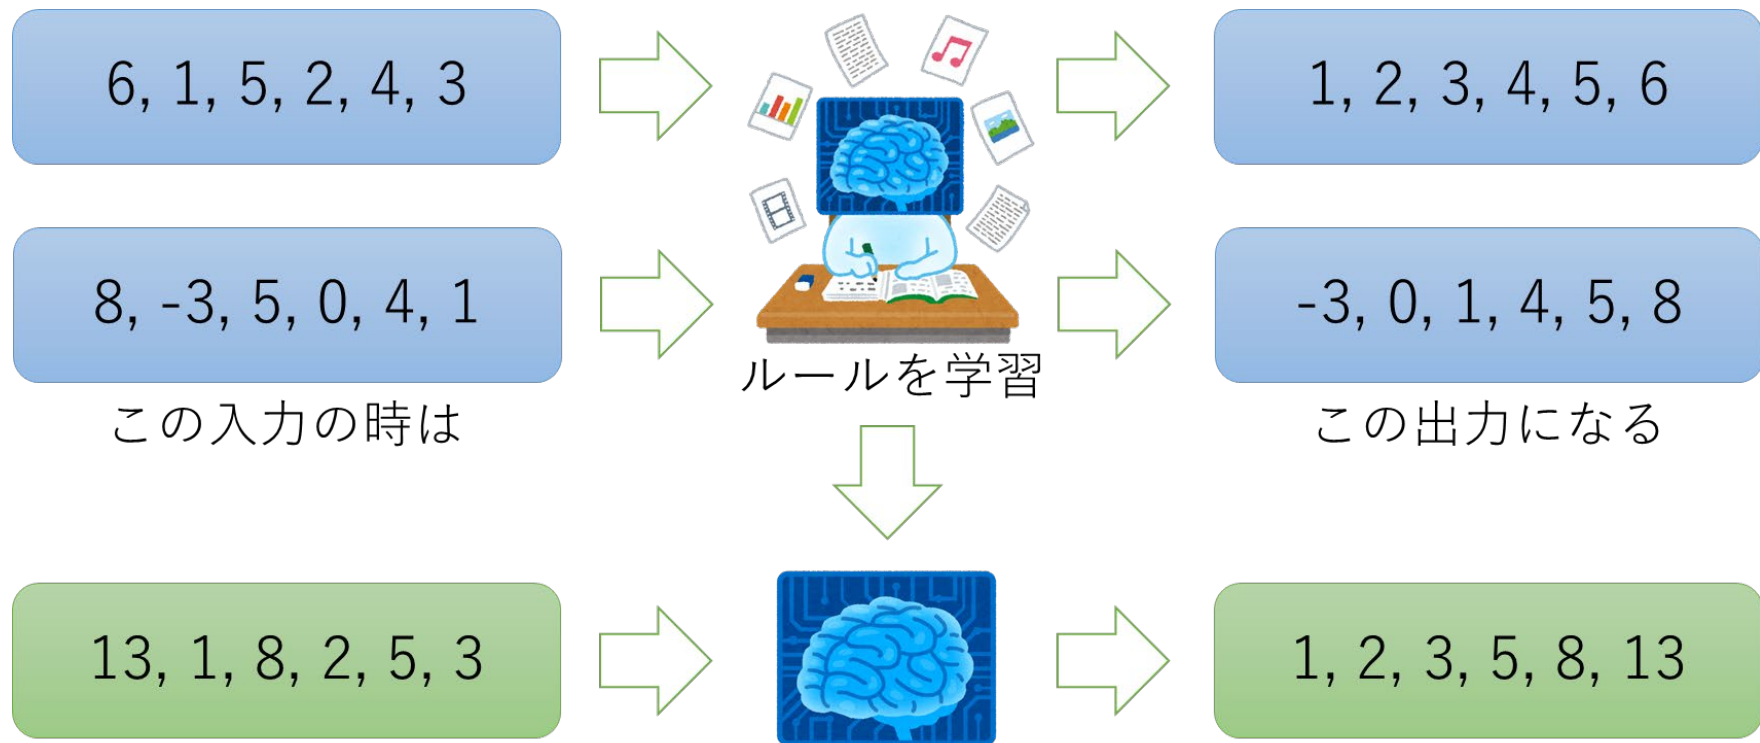 6, 1, 5, 2, 4, 3
1, 2, 3, 4, 5, 6
8, -3, 5, 0, 4, 1
-3, 0, 1, 4, 5, 8
ルールを学習
この入力の時は
この出力になる
13, 1, 8, 2, 5, 3
1, 2, 3, 5, 8, 13